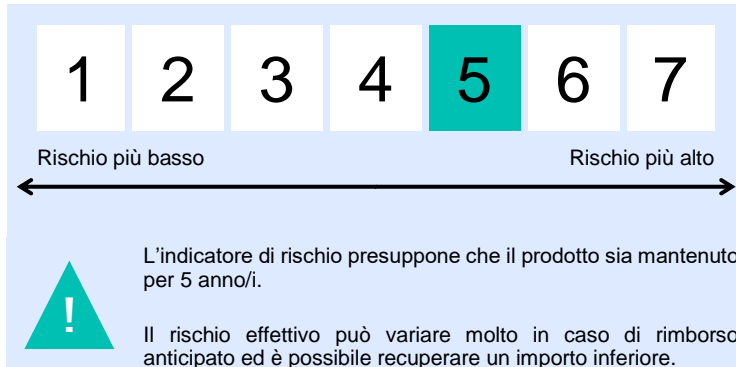 1 2 3 4 5 6 7
Rischio più basso Rischio più alto
L'indicatore di rischio presuppone che il prodotto sia mantenuto
per 5 anno/i.
!
Il rischio effettivo può variare molto in caso di rimborso
anticipato ed è possibile recuperare un importo inferiore.